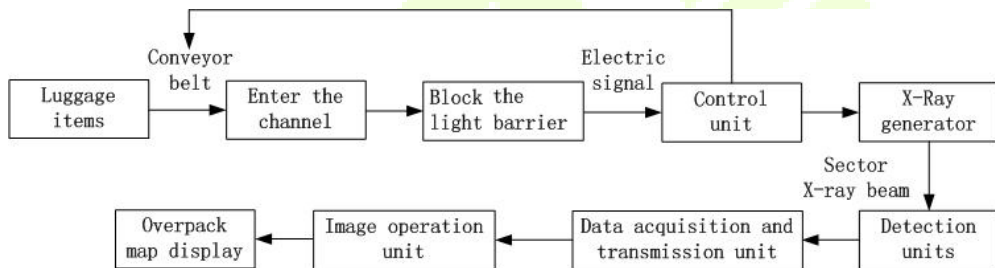 Conveyor
belt
Electric
signal
Luggage
items
Enter the
channel
Block the
light barrier
Control
unit
X-Ray
generator
Sector
X-ray beam
Overpack
map display
Image operation
unit
Data acquisition and
transmission unit
Detection
units